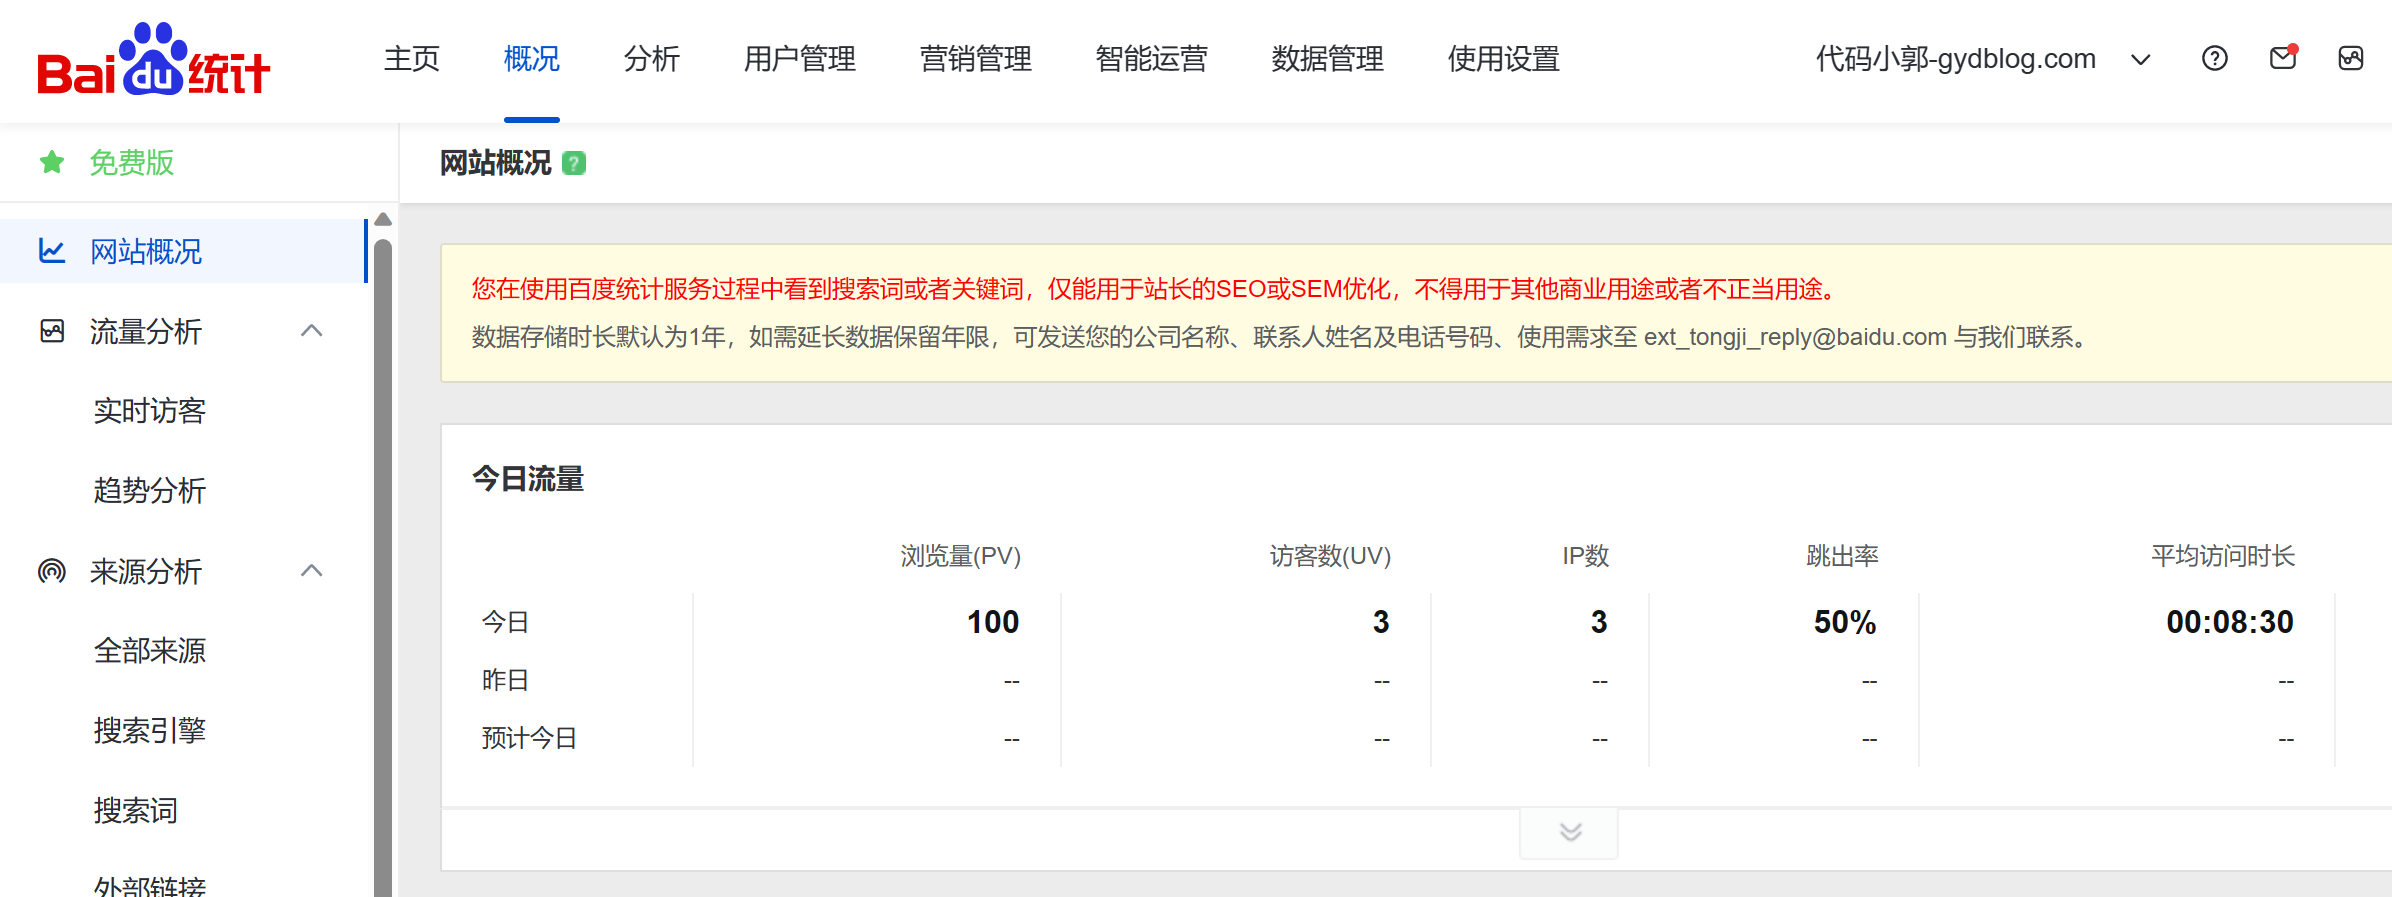 Baidu统计
主页 概况 分析 用户管理 营销管理 智能运营 数据管理 使用设置 代码小郭-gydblog.com
免费版
网站概况
流量分析
实时访客
趋势分析
来源分析
全部来源
搜索引擎
搜索词
外部链接
网站概况 ?
您在使用百度统计服务过程中看到搜索词或者关键词，仅能用于站长的SEO或SEM优化，不得用于其他商业用途或者不正当用途。
数据存储时长默认为1年，如需延长数据保留年限，可发送您的公司名称、联系人姓名及电话号码、使用需求至 ext_tongji_reply@baidu.com 与我们联系。
今日流量
浏览量(PV) 访客数(UV) IP数 跳出率 平均访问时长
今日 100 3 3 50% 00:08:30
昨日 -- -- -- -- --
预计今日 -- -- -- -- --